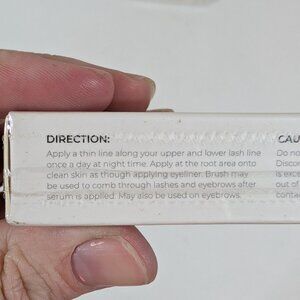 DIRECTION:
Apply a thin line along your upper and lower lash line
once a day at night time. Apply at the root area onto
clean skin as though applying eyeliner. Brush may
be used to comb through lashes and eyebrows after
serum is applied. May also be used on eyebrows.
CAU
Do no
Discon
is exce
out of
conta